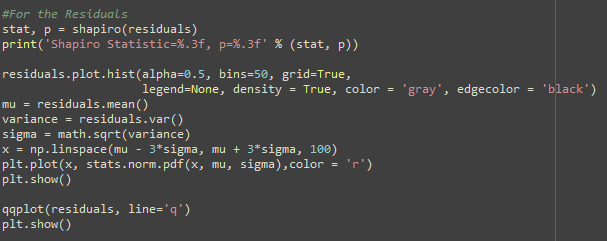 #For the Residuals
stat, p = shapiro(residuals)
print('Shapiro Statistic=%.3f, p=%.3f' % (stat, p))
residuals.plot.hist(alpha=0.5, bins=50, grid=True,
legend=None, density = True, color = 'gray', edgecolor = 'black')
mu = residuals.mean()
variance = residuals.var()
sigma = math.sqrt(variance)
x = np.linspace(mu - 3*sigma, mu + 3*sigma, 100)
plt.plot(x, stats.norm.pdf(x, mu, sigma),color = 'r')
plt.show()
qqplot(residuals, line='q')
plt.show()